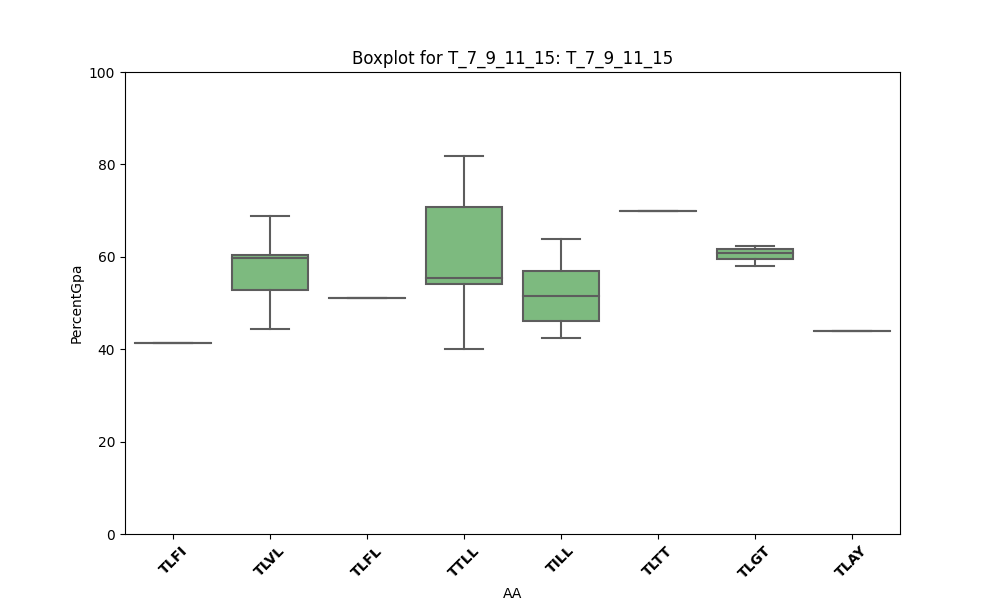 Boxplot for T_7_9_11_15: T_7_9_11_15
100
80
60
40
20
0
PercentGpa
TLFI
TLVL
TLFL
TTLL
TILL
TLTT
TLGT
TLAY
AA